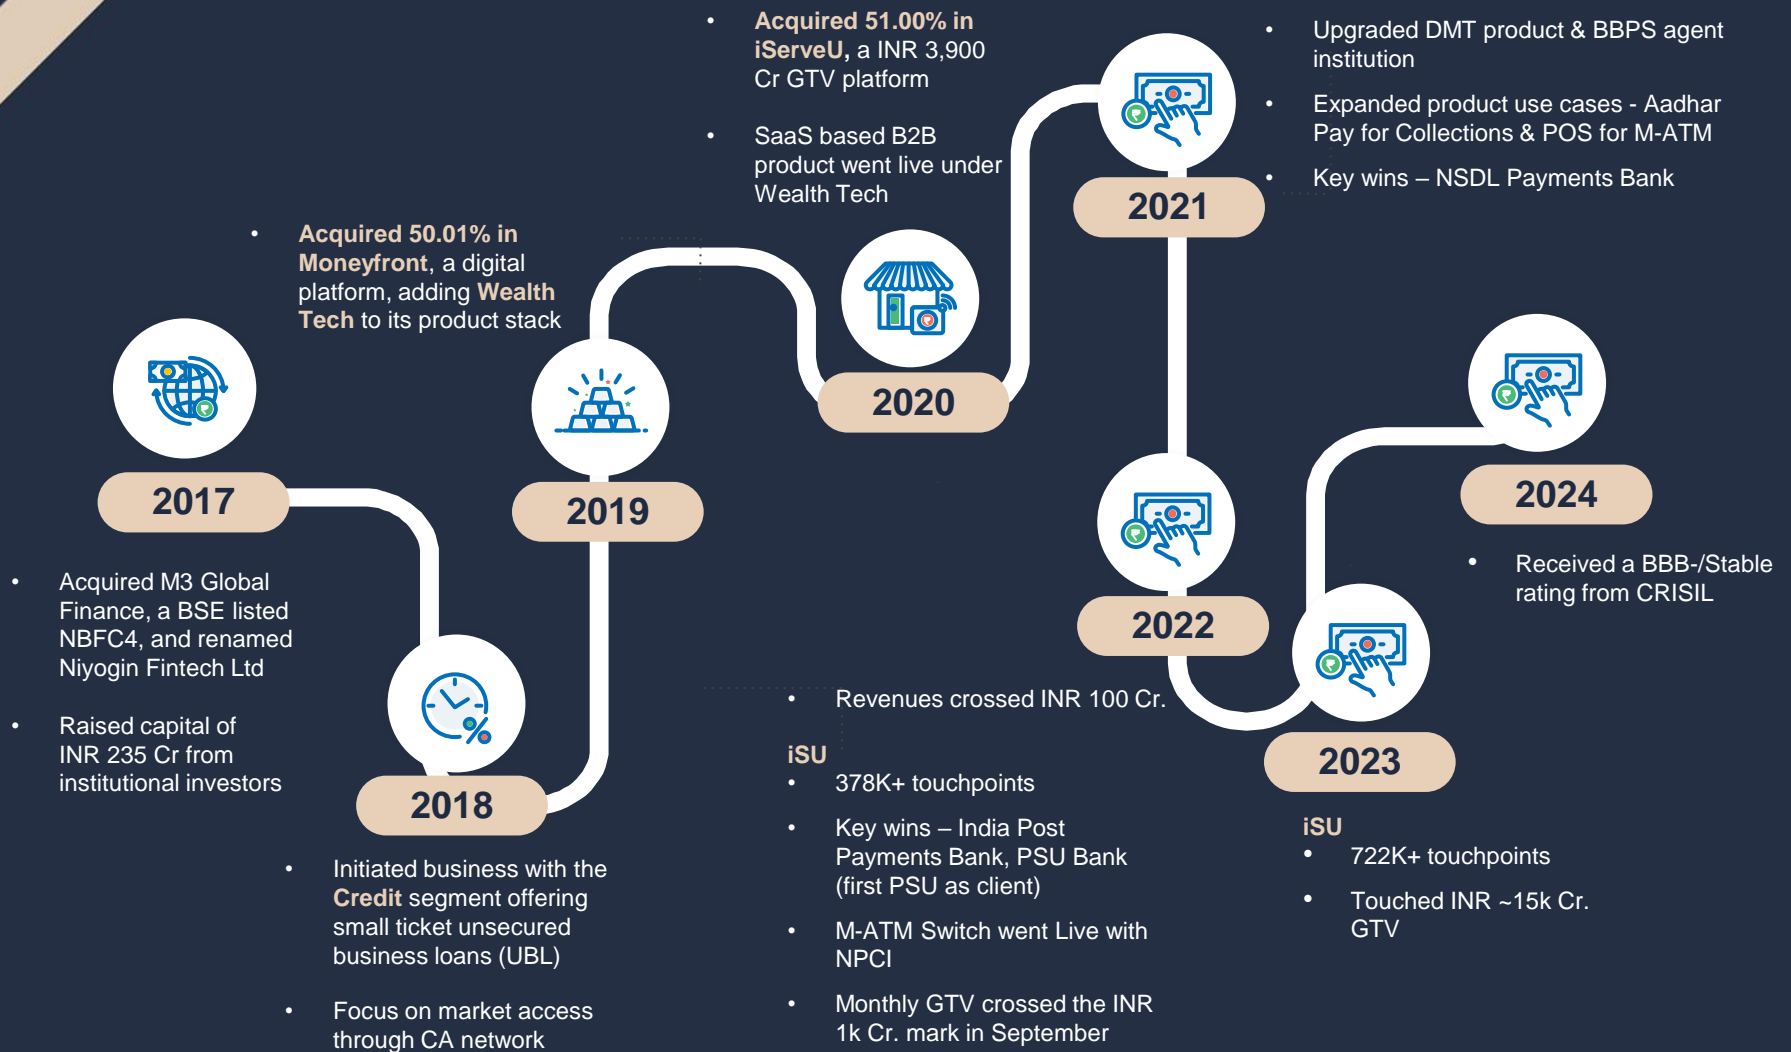 2017
• Acquired M3 Global
Finance, a BSE listed
NBFC4, and renamed
Niyogin Fintech Ltd
• Raised capital of
INR 235 Cr from
institutional investors
2018
• Initiated business with the
Credit segment offering
small ticket unsecured
business loans (UBL)
• Focus on market access
through CA network
• Acquired 50.01% in
Moneyfront, a digital
platform, adding Wealth
Tech to its product stack
2019
• Acquired 51.00% in
iServeU, a INR 3,900
Cr GTV platform
• SaaS based B2B
product went live under
Wealth Tech
2020
2021
• Upgraded DMT product & BBPS agent
institution
• Expanded product use cases - Aadhar
Pay for Collections & POS for M-ATM
• Key wins – NSDL Payments Bank
2022
• Revenues crossed INR 100 Cr.
iSU
• 378K+ touchpoints
• Key wins – India Post
Payments Bank, PSU Bank
(first PSU as client)
• M-ATM Switch went Live with
NPCI
• Monthly GTV crossed the INR
1k Cr. mark in September
2023
iSU
• 722K+ touchpoints
• Touched INR ~15k Cr.
GTV
2024
• Received a BBB-/Stable
rating from CRISIL